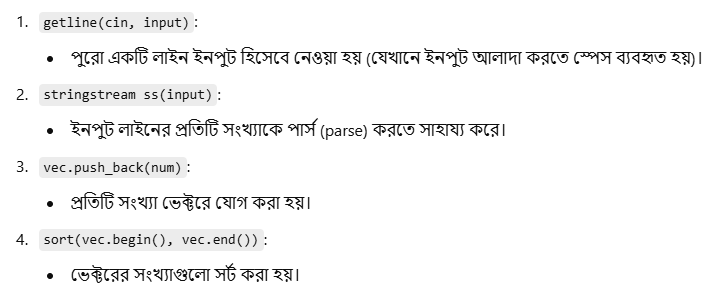 1. getline(cin, input):
• পুরো একটি লাইন ইনপুট হিসেবে নেওয়া হয় (যেখানে ইনপুট আলাদা করতে স্পেস ব্যবহৃত হয়)।
2. stringstream ss(input):
• ইনপুট লাইনের প্রতিটি সংখ্যাকে পার্স (parse) করতে সাহায্য করে।
3. vec.push_back(num):
• প্রতিটি সংখ্যা ভেক্টরে যোগ করা হয়।
4. sort(vec.begin(), vec.end()):
• ভেক্টরের সংখ্যাগুলো সর্ট করা হয়।